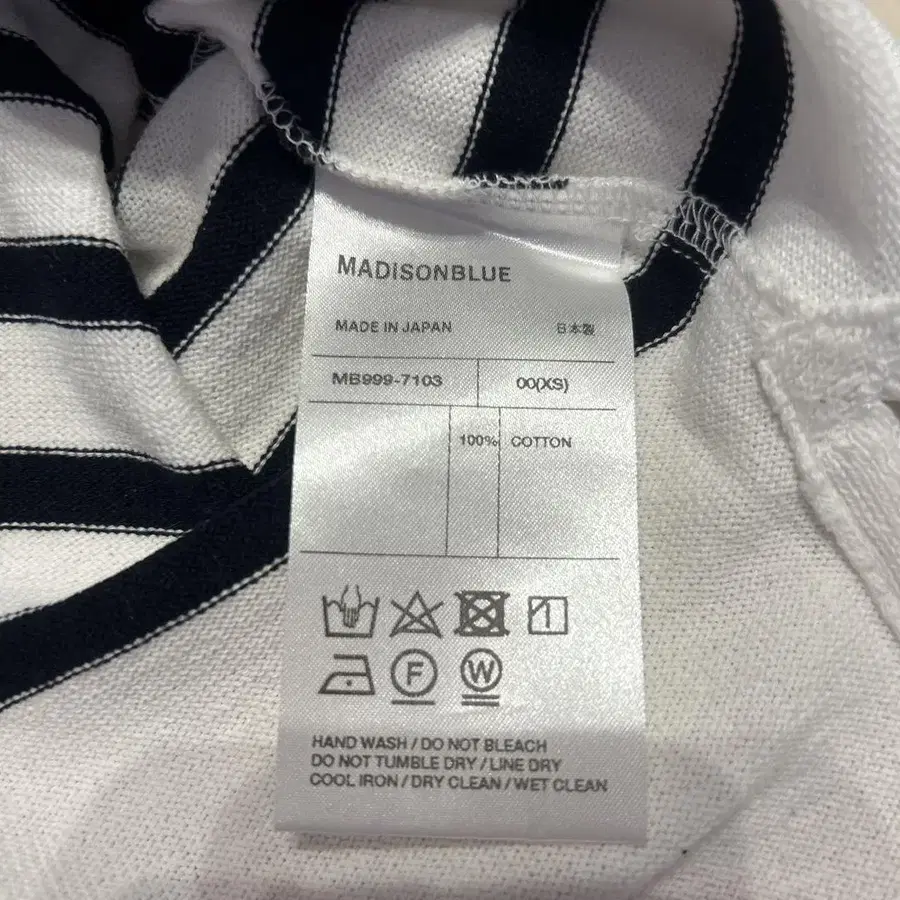 MADISONBLUE
MADE IN JAPAN 日本製
MB999-7103 00(XS)
100% COTTON
F W
HAND WASH / DO NOT BLEACH
DO NOT TUMBLE DRY / LINE DRY
COOL IRON / DRY CLEAN / WET CLEAN